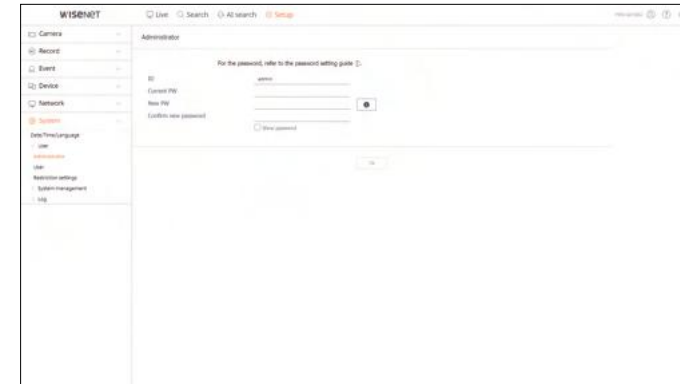 WISENET
Live Search AI search Setup
Camera
Record
Event
Device
Network
System
Date/Time/Language
User
Administrator
User
Restriction settings
System management
Log
Administrator
For the password, refer to the password setting guide
ID admin
Current PW
New PW
Confirm new password
Show password